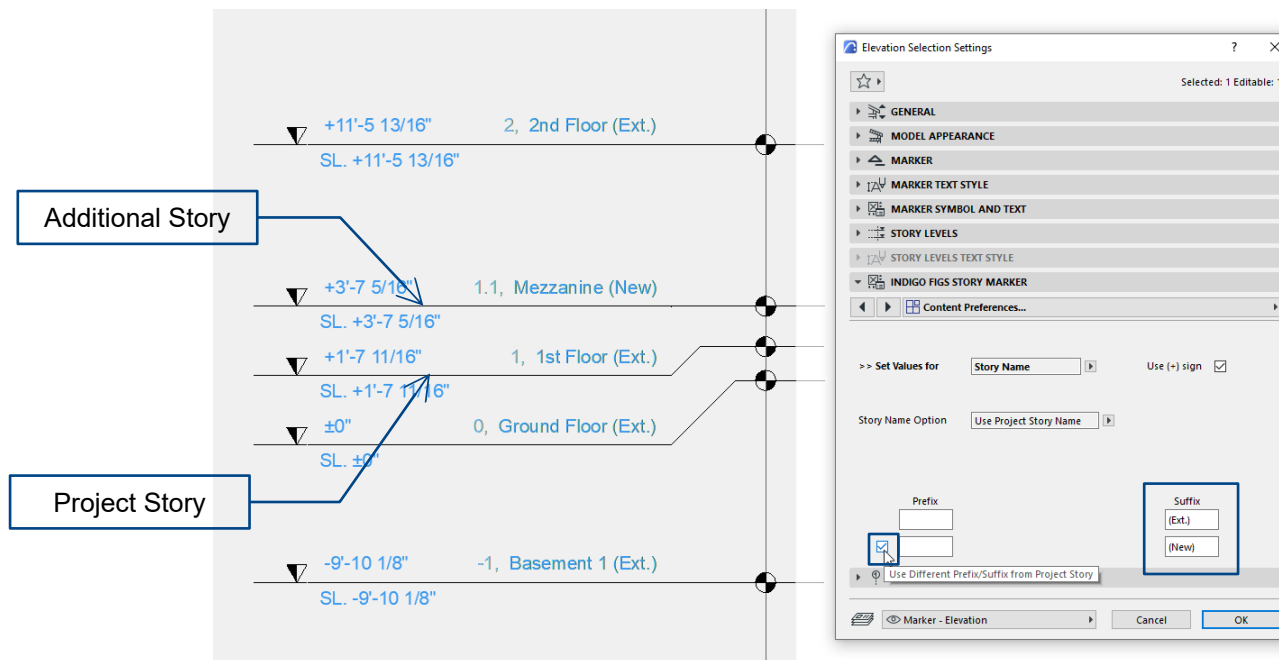 +11'-5 13/16" 2, 2nd Floor (Ext.)
SL. +11'-5 13/16"
Additional Story
+3'-7 5/16" 1.1, Mezzanine (New)
SL. +3'-7 5/16"
+1'-7 11/16" 1, 1st Floor (Ext.)
SL. +1'-7 11/16"
±0" 0, Ground Floor (Ext.)
SL. ±0"
Project Story
-9'-10 1/8" -1, Basement 1 (Ext.)
SL. -9'-10 1/8"
Elevation Selection Settings
Selected: 1 Editable: 1
GENERAL
MODEL APPEARANCE
MARKER
MARKER TEXT STYLE
MARKER SYMBOL AND TEXT
STORY LEVELS
STORY LEVELS TEXT STYLE
INDIGO FIGS STORY MARKER
Content Preferences...
>> Set Values for Story Name Use (+) sign
Story Name Option Use Project Story Name
Prefix Suffix
(Ext.)
(New)
Use Different Prefix/Suffix from Project Story
Marker - Elevation Cancel OK